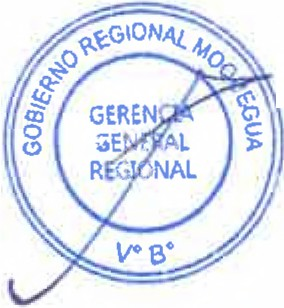 GOBIERNO REGIONAL MOQUEGUA
GERENCIA
GENERAL
REGIONAL
V° B°